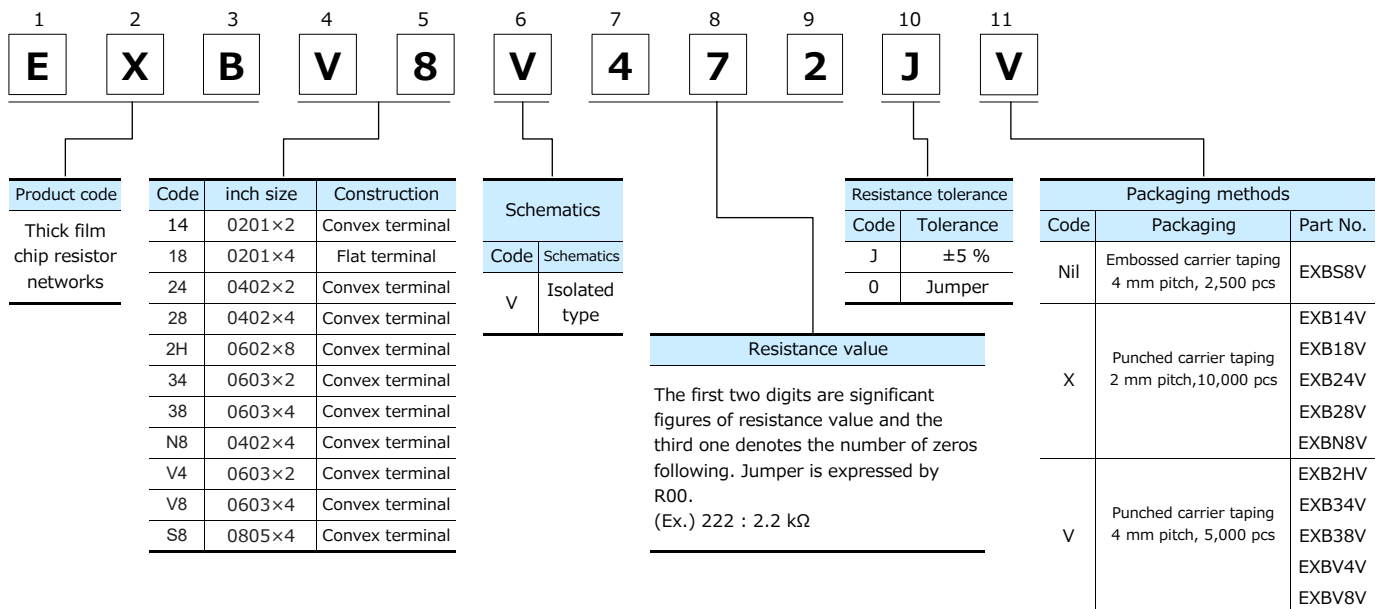 1 2 3 4 5 6 7 8 9 10 11
E X B V 8 V 4 7 2 J V
Product code
Thick film
chip resistor
networks
Code inch size Construction
14 0201×2 Convex terminal
18 0201×4 Flat terminal
24 0402×2 Convex terminal
28 0402×4 Convex terminal
2H 0602×8 Convex terminal
34 0603×2 Convex terminal
38 0603×4 Convex terminal
N8 0402×4 Convex terminal
V4 0603×2 Convex terminal
V8 0603×4 Convex terminal
S8 0805×4 Convex terminal
Schematics
Code Schematics
V Isolated
type
Resistance value
The first two digits are significant
figures of resistance value and the
third one denotes the number of zeros
following. Jumper is expressed by
R00.
(Ex.) 222 : 2.2 kΩ
Resistance tolerance
Code Tolerance
J ±5 %
0 Jumper
Packaging methods
Code Packaging Part No.
Nil Embossed carrier taping
4 mm pitch, 2,500 pcs
EXBS8V
X Punched carrier taping
2 mm pitch,10,000 pcs
EXB14V
EXB18V
EXB24V
EXB28V
EXBN8V
V Punched carrier taping
4 mm pitch, 5,000 pcs
EXB2HV
EXB34V
EXB38V
EXBV4V
EXBV8V